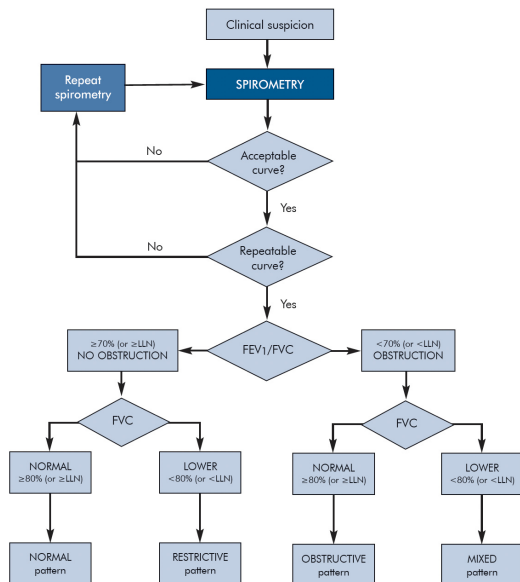 Clinical suspicion
Repeat
spirometry
SPIROMETRY
No
Acceptable
curve?
Yes
No
Repeatable
curve?
Yes
≥70% (or ≥LLN)
NO OBSTRUCTION
FEV1/FVC
<70% (or <LLN)
OBSTRUCTION
FVC
FVC
NORMAL
≥80% (or ≥LLN)
LOWER
<80% (or <LLN)
NORMAL
≥80% (or ≥LLN)
LOWER
<80% (or <LLN)
NORMAL
pattern
RESTRICTIVE
pattern
OBSTRUCTIVE
pattern
MIXED
pattern